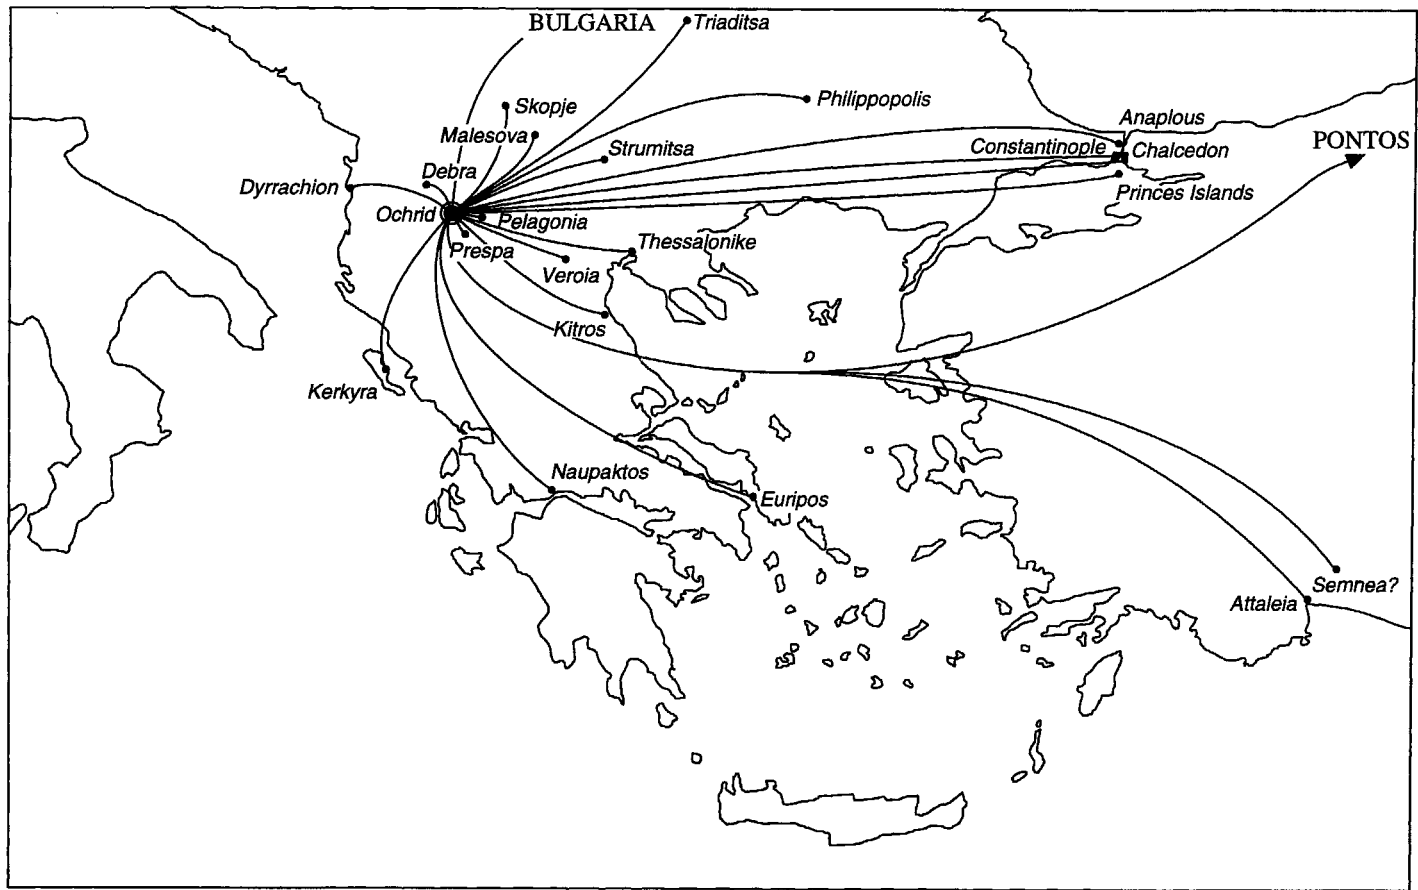 BULGARIA
Triaditsa
Skopje
Philippopolis
Malesova
Anaplous
Strumitsa
Constantinople
Chalcedon
PONTOS
Debra
Dyrrachion
Princes Islands
Ochrid
Pelagonia
Prespa
Thessalonike
Veroia
Kitros
Kerkyra
Naupaktos
Euripos
Semnea?
Attaleia